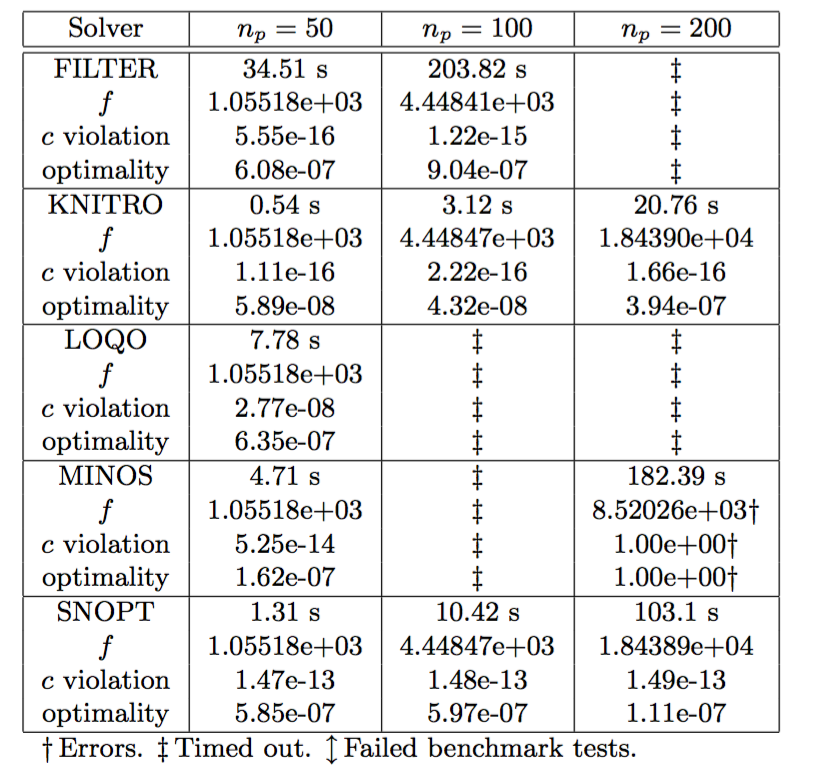 Solver n_p = 50 n_p = 100 n_p = 200
FILTER 34.51 s 203.82 s ‡
f 1.05518e+03 4.44841e+03 ‡
c violation 5.55e-16 1.22e-15 ‡
optimality 6.08e-07 9.04e-07 ‡
KNITRO 0.54 s 3.12 s 20.76 s
f 1.05518e+03 4.44847e+03 1.84390e+04
c violation 1.11e-16 2.22e-16 1.66e-16
optimality 5.89e-08 4.32e-08 3.94e-07
LOQO 7.78 s ‡ ‡
f 1.05518e+03 ‡ ‡
c violation 2.77e-08 ‡ ‡
optimality 6.35e-07 ‡ ‡
MINOS 4.71 s ‡ 182.39 s
f 1.05518e+03 ‡ 8.52026e+03†
c violation 5.25e-14 ‡ 1.00e+00†
optimality 1.62e-07 ‡ 1.00e+00†
SNOPT 1.31 s 10.42 s 103.1 s
f 1.05518e+03 4.44847e+03 1.84389e+04
c violation 1.47e-13 1.48e-13 1.49e-13
optimality 5.85e-07 5.97e-07 1.11e-07
† Errors. ‡ Timed out. ↕ Failed benchmark tests.